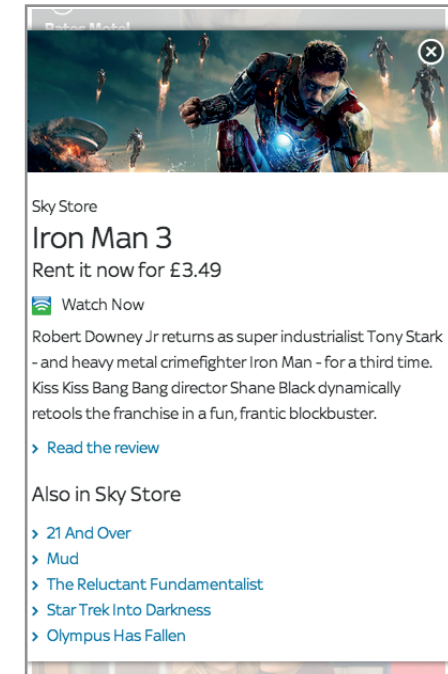 Bates Motel
Sky Store
Iron Man 3
Rent it now for £3.49
Watch Now
Robert Downey Jr returns as super industrialist Tony Stark
- and heavy metal crimefighter Iron Man - for a third time.
Kiss Kiss Bang Bang director Shane Black dynamically
retools the franchise in a fun, frantic blockbuster.
> Read the review
Also in Sky Store
> 21 And Over
> Mud
> The Reluctant Fundamentalist
> Star Trek Into Darkness
> Olympus Has Fallen